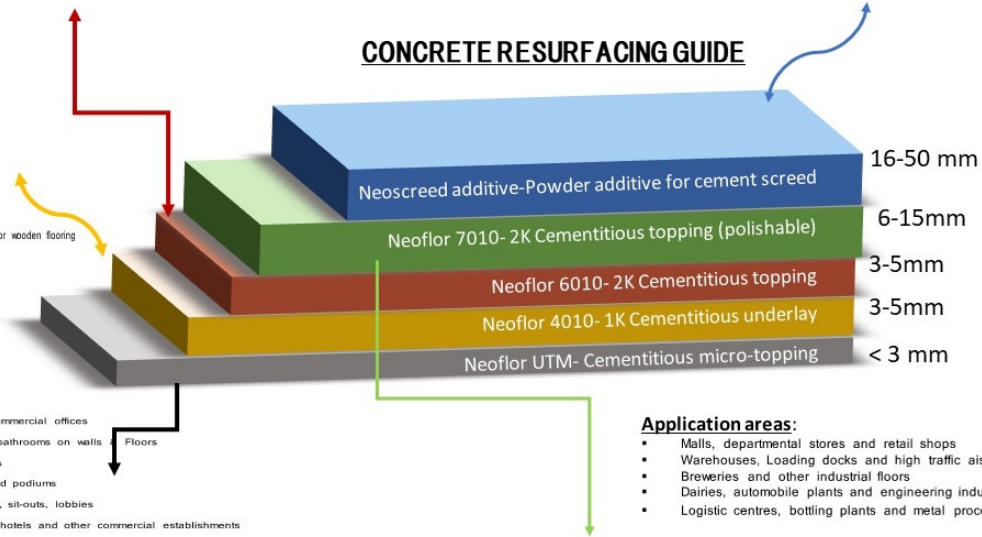 CONCRETE RESURFACING GUIDE
16-50 mm
Neoscreed additive-Powder additive for cement screed
6-15mm
or wooden flooring
Neoflor 7010- 2K Cementitious topping (polishable)
3-5mm
Neoflor 6010- 2K Cementitious topping
3-5mm
Neoflor 4010- 1K Cementitious underlay
< 3 mm
Neoflor UTM- Cementitious micro-topping
commercial offices
bathrooms on walls & Floors
podiums
, sit-outs, lobbies
hotels and other commercial establishments
Application areas:
▪ Malls, departmental stores and retail shops
▪ Warehouses, Loading docks and high traffic
▪ Breweries and other industrial floors
▪ Dairies, automobile plants and engineering
▪ Logistic centres, bottling plants and metal